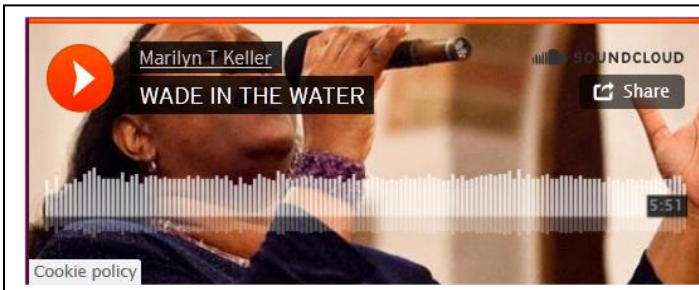 Marilyn T Keller
SOUNDCLOUD
WADE IN THE WATER
Share
5:51
Cookie policy